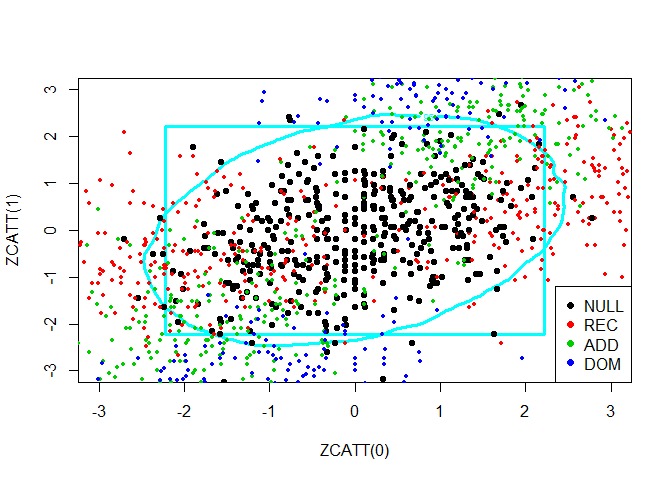 3
2
1
0
-1
-2
-3
ZCATT(1)
NULL
REC
ADD
DOM
-3 -2 -1 0 1 2 3
ZCATT(0)